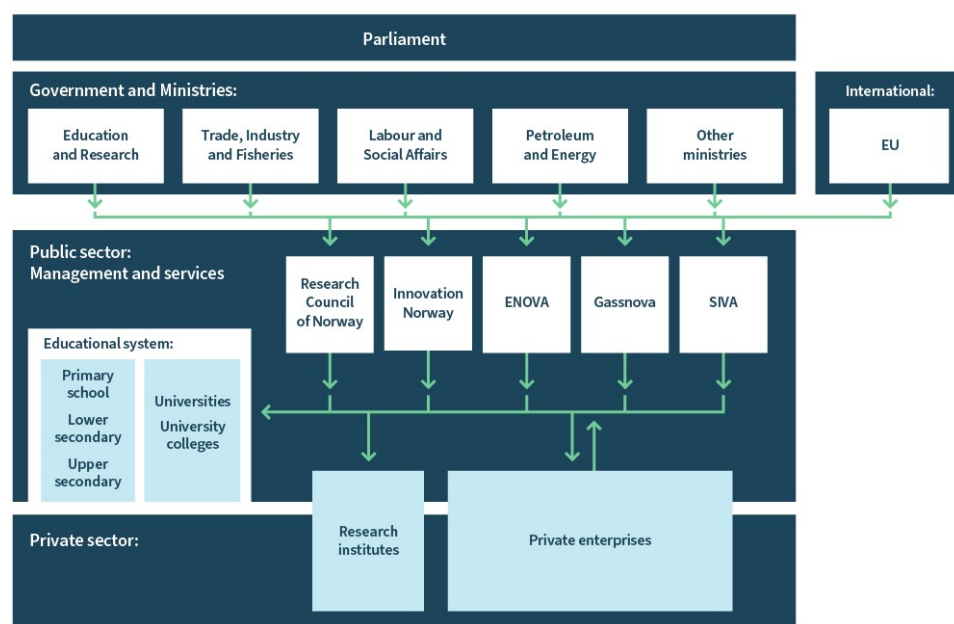 Parliament
Government and Ministries:
Education
and Research
Trade, Industry
and Fisheries
Labour and
Social Affairs
Petroleum
and Energy
Other
ministries
International:
EU
Public sector:
Management and services
Research
Council
of Norway
Innovation
Norway
ENOVA
Gassnova
SIVA
Educational system:
Primary
school
Lower
secondary
Upper
secondary
Universities
University
colleges
Research
institutes
Private enterprises
Private sector: